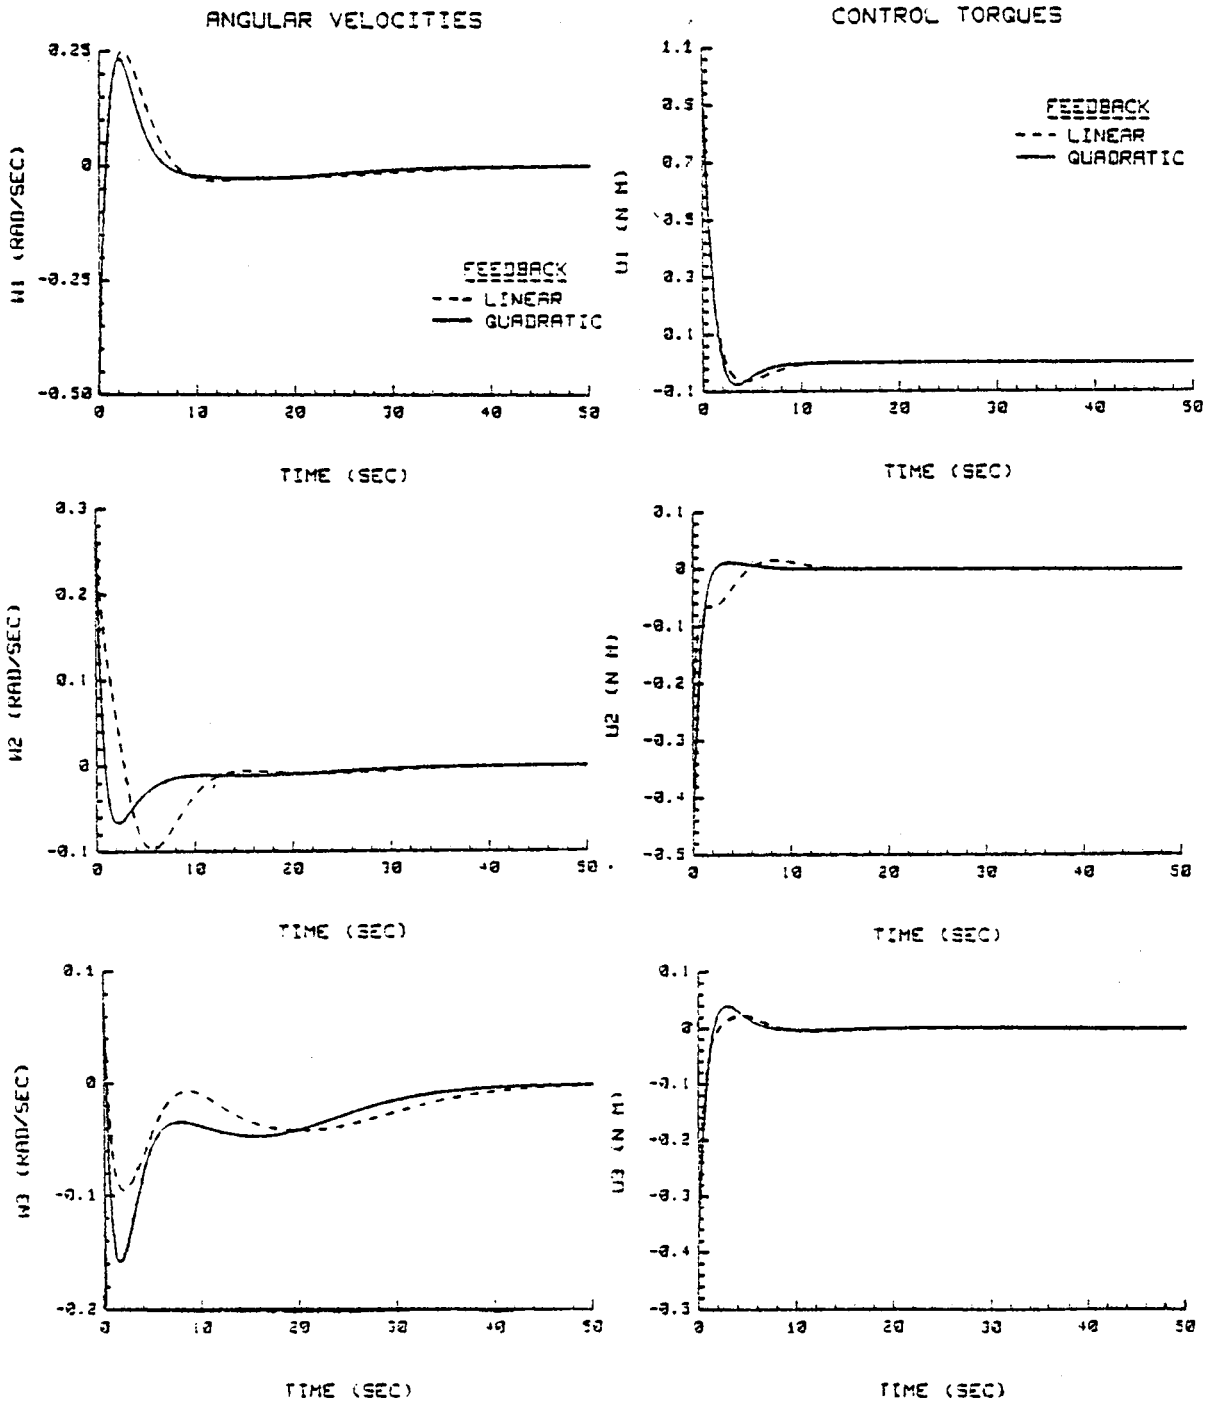 ANGULAR VELOCITIES
0.25
0
-0.25
-0.50
W1 (RAD/SEC)
FEEDBACK
LINEAR
QUADRATIC
0 10 20 30 40 50
TIME (SEC)
CONTROL TORQUES
1.1
0.9
0.7
0.5
0.3
0.1
-0.1
U1 (N M)
FEEDBACK
LINEAR
QUADRATIC
0 10 20 30 40 50
TIME (SEC)
0.3
0.2
0.1
0
-0.1
W2 (RAD/SEC)
0 10 20 30 40 50
TIME (SEC)
0.1
0
-0.1
-0.2
-0.3
-0.4
-0.5
U2 (N M)
0 10 20 30 40 50
TIME (SEC)
0.1
0
-0.1
-0.2
W3 (RAD/SEC)
0 10 20 30 40 50
TIME (SEC)
0.1
0
-0.1
-0.2
-0.3
-0.4
U3 (N M)
0 10 20 30 40 50
TIME (SEC)